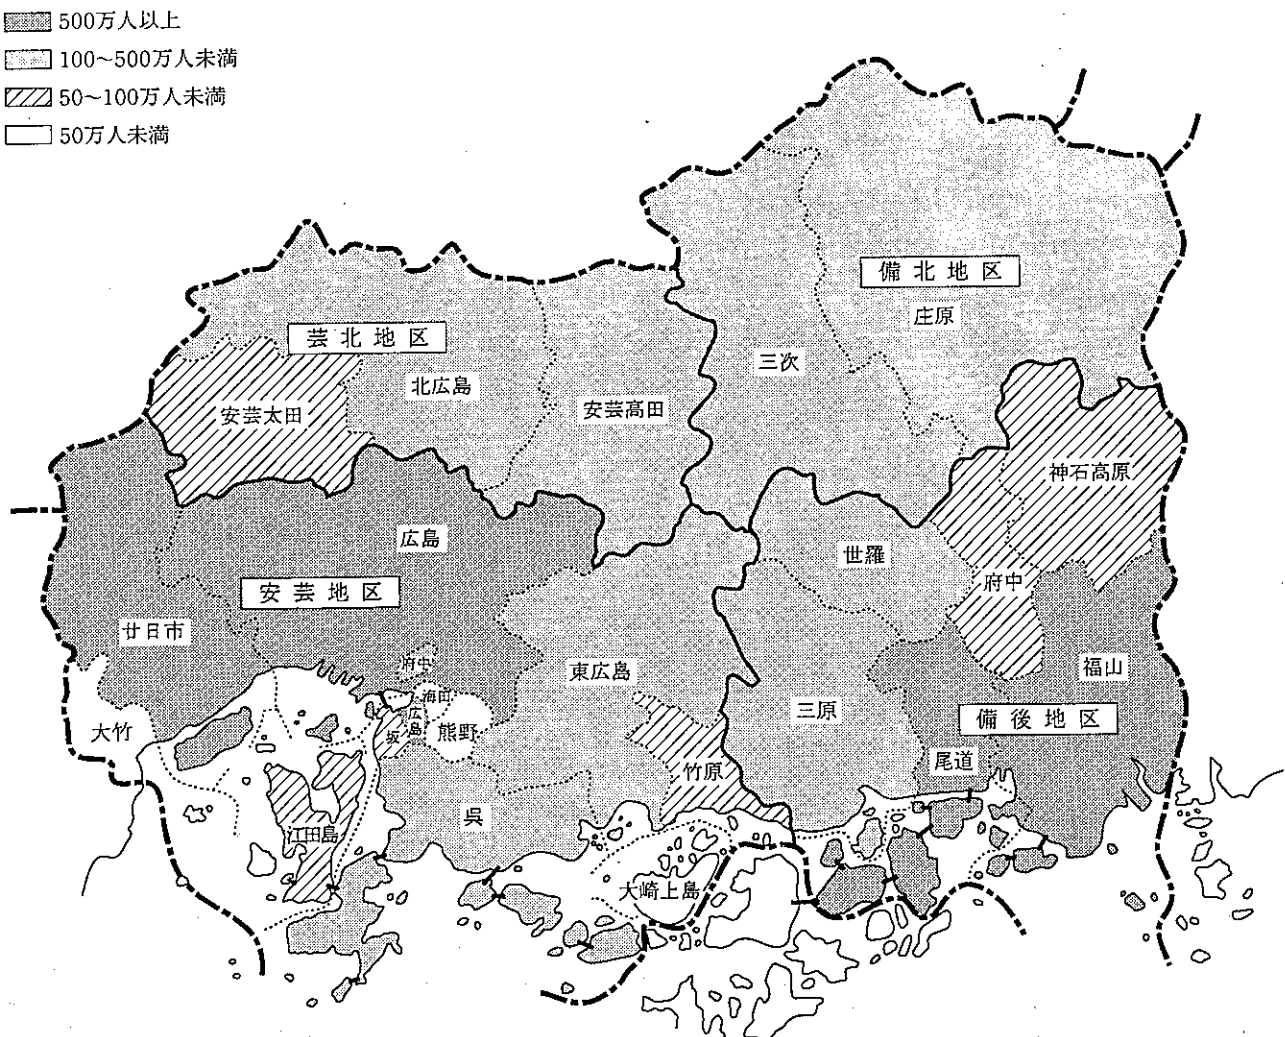 500万人以上
100~500万人未満
50~100万人未満
50万人未満
備北地区
庄原
芸北地区
三次
北広島
安芸高田
安芸太田
神石高原
広島
世羅
府中
安芸地区
廿日市
府中
東広島
福山
海田
三原
備後地区
広島
坂
熊野
大竹
尾道
竹原
呉
江田島
大崎上島